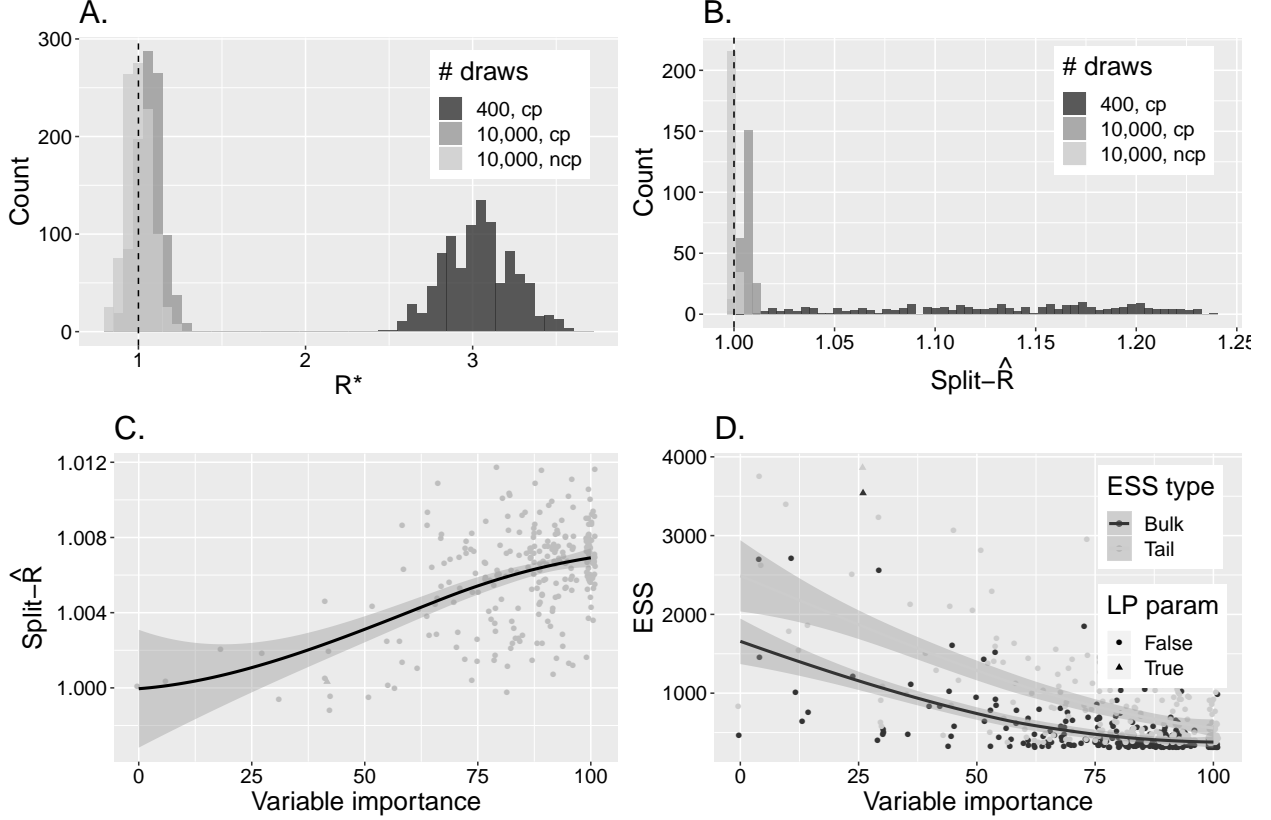 A.
300
200
100
0
Count
1
2
3
R*
# draws
400, cp
10,000, cp
10,000, ncp
B.
200
150
100
50
0
Count
1.00
1.05
1.10
1.15
1.20
1.25
Split−R̂
# draws
400, cp
10,000, cp
10,000, ncp
C.
1.012
1.008
1.004
1.000
Split−R̂
0
25
50
75
100
Variable importance
D.
4000
3000
2000
1000
ESS
0
25
50
75
100
Variable importance
ESS type
Bulk
Tail
LP param
False
True